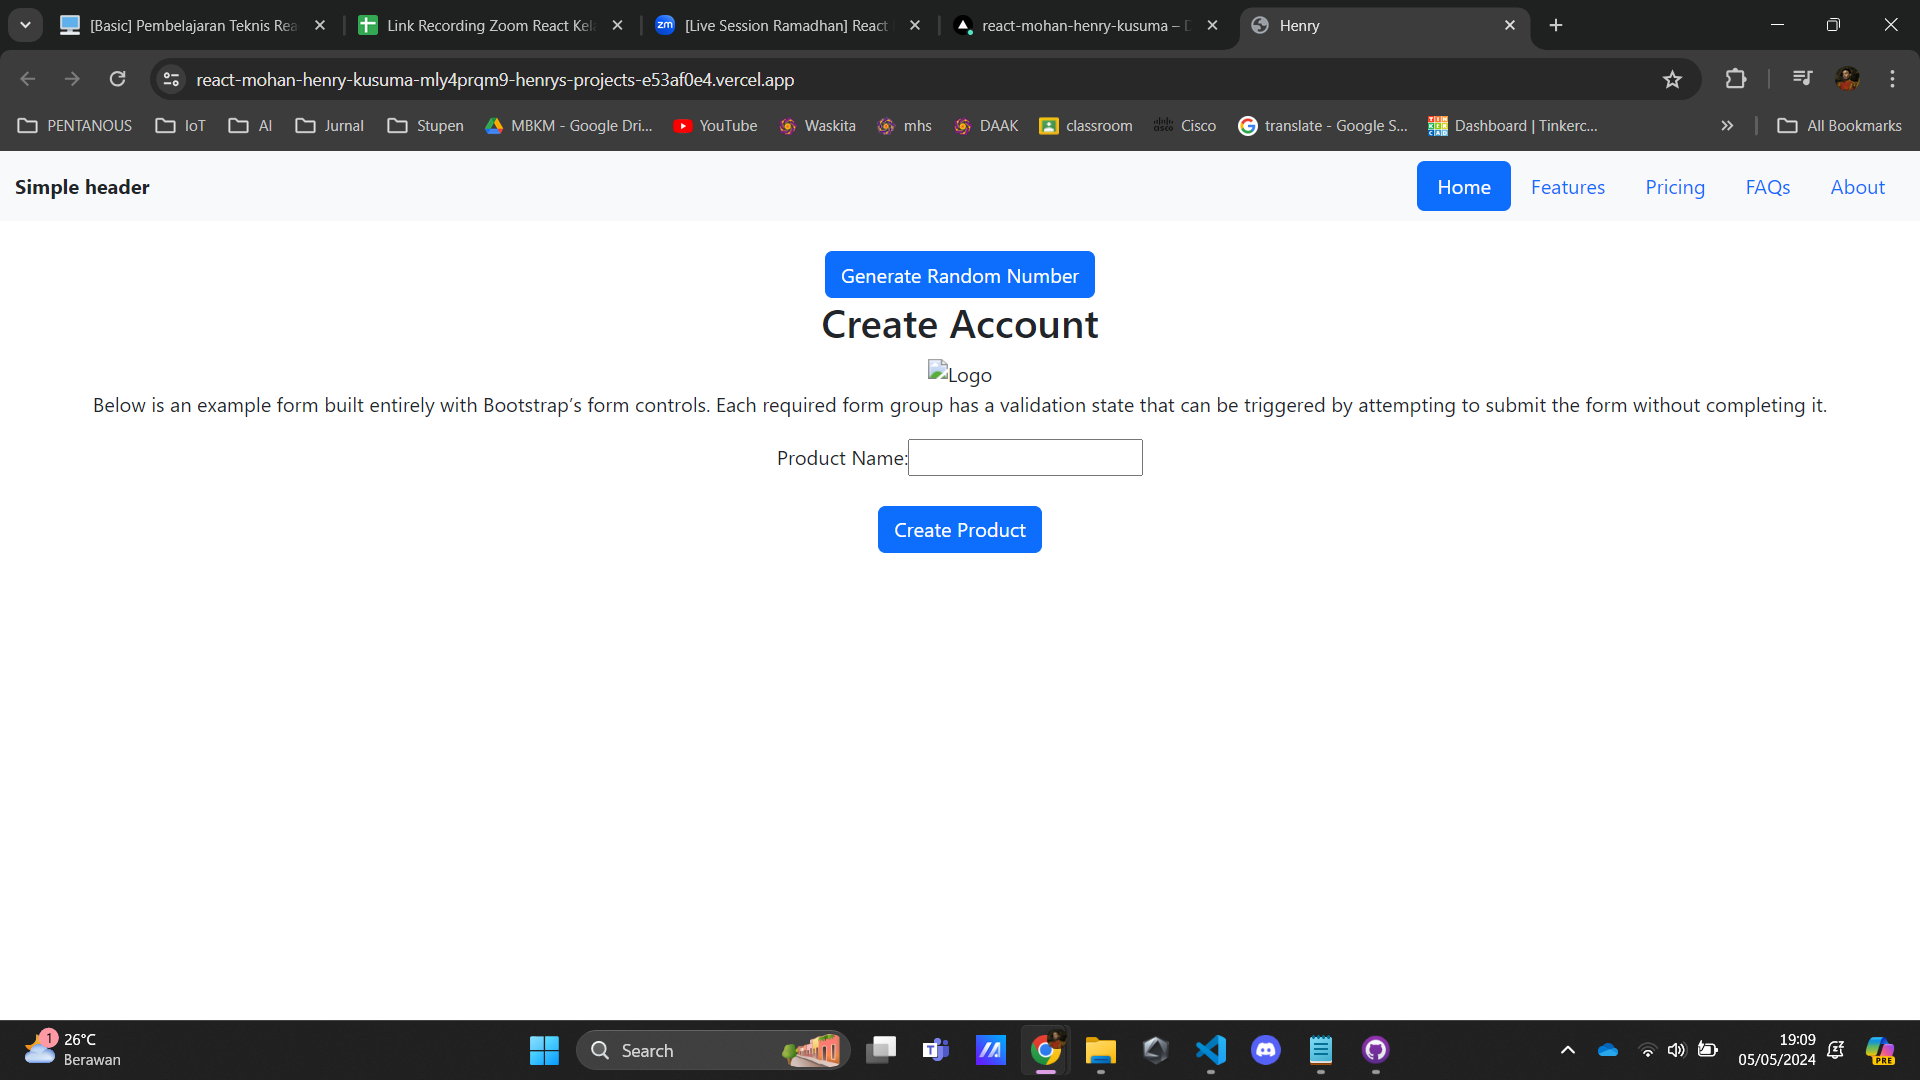 [Basic] Pembelajaran Teknis Rea
Link Recording Zoom React Kel
zm
[Live Session Ramadhan] React
react-mohan-henry-kusuma – D
Henry
react-mohan-henry-kusuma-mly4prqm9-henrys-projects-e53af0e4.vercel.app
PENTANOUS
IoT
AI
Jurnal
Stupen
MBKM - Google Dri...
YouTube
Waskita
mhs
DAAK
classroom
Cisco
translate - Google S...
Dashboard | Tinkerc...
All Bookmarks
Simple header
Home
Features
Pricing
FAQs
About
Generate Random Number
Create Account
Logo
Below is an example form built entirely with Bootstrap’s form controls. Each required form group has a validation state that can be triggered by attempting to submit the form without completing it.
Product Name:
Create Product
1
26°C
Berawan
Search
19:09
05/05/2024
PRE